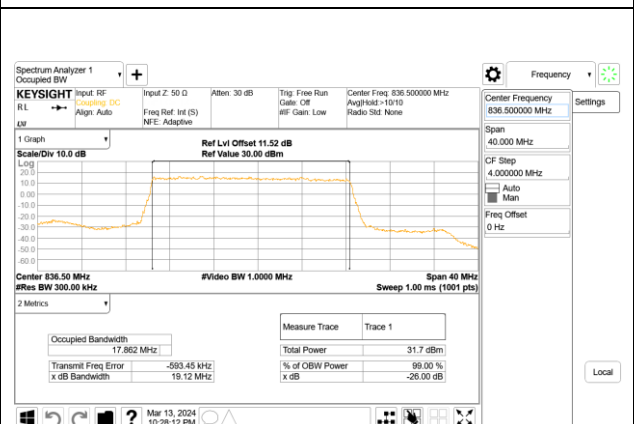 Spectrum Analyzer 1
Occupied BW
+
Frequency
KEYSIGHT
RL
Input: RF
Coupling: DC
Align: Auto
Input Z: 50 Ω
Freq Ref: Int (S)
NFE: Adaptive
Atten: 30 dB
Trig: Free Run
Gate: Off
#IF Gain: Low
Center Freq: 836.500000 MHz
Avg|Hold:>10/10
Radio Std: None
Center Frequency
836.500000 MHz
Settings
Span
40.000 MHz
CF Step
4.000000 MHz
Auto
Man
Freq Offset
0 Hz
1 Graph
Scale/Div 10.0 dB
Ref Lvl Offset 11.52 dB
Ref Value 30.00 dBm
Log
20.0
10.0
0.00
-10.0
-20.0
-30.0
-40.0
-50.0
-60.0
Center 836.50 MHz
#Video BW 1.0000 MHz
Span 40 MHz
#Res BW 300.00 kHz
Sweep 1.00 ms (1001 pts)
2 Metrics
Occupied Bandwidth
17.862 MHz
Transmit Freq Error -593.45 kHz
x dB Bandwidth 19.12 MHz
Measure Trace Trace 1
Total Power 31.7 dBm
% of OBW Power 99.00 %
x dB -26.00 dB
Local
?
Mar 13, 2024
10:28:12 PM